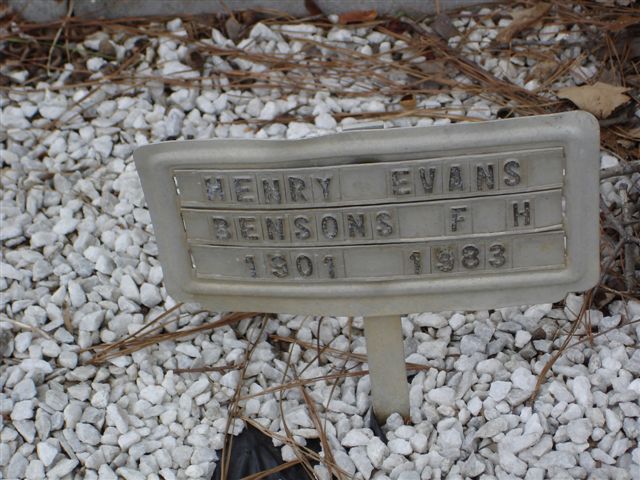 HENRY EVANS
BENSONS F H
1901 1983